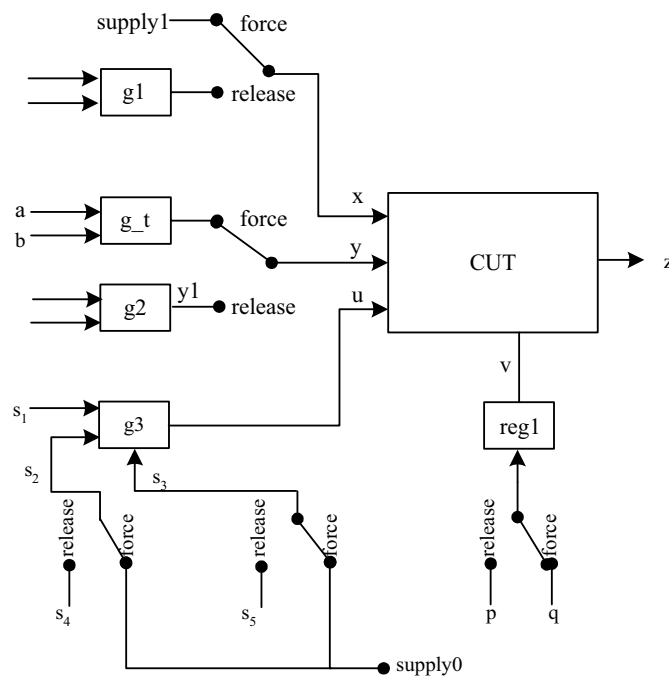 supply1
force
g1
release
a
b
g_t
force
x
y
u
CUT
z
g2
y1
release
v
s1
g3
reg1
s2
s3
release
force
s4
release
force
s5
release
force
p
q
supply0